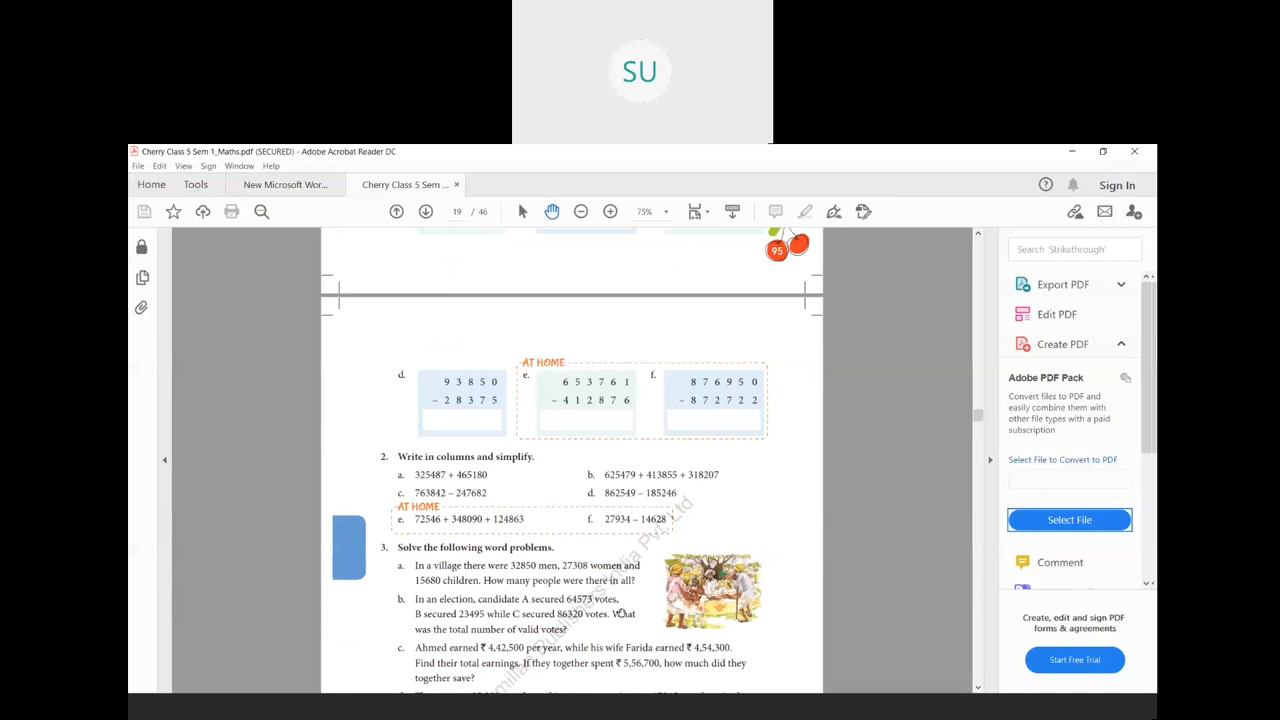 SU
Cherry Class 5 Sem 1_Maths.pdf (SECURED) - Adobe Acrobat Reader DC
File Edit View Sign Window Help
Home Tools New Microsoft Wor... Cherry Class 5 Sem ... × Sign In
19 / 46 75%
95
AT HOME
d. 9 3 8 5 0
− 2 8 3 7 5
e. 6 5 3 7 6 1
− 4 1 2 8 7 6
f. 8 7 6 9 5 0
− 8 7 2 7 2 2
2. Write in columns and simplify.
a. 325487 + 465180 b. 625479 + 413855 + 318207
c. 763842 – 247682 d. 862549 – 185246
AT HOME
e. 72546 + 348090 + 124863 f. 27934 – 14628
3. Solve the following word problems.
a. In a village there were 32850 men, 27308 women and
15680 children. How many people were there in all?
b. In an election, candidate A secured 64573 votes,
B secured 23495 while C secured 86320 votes. What
was the total number of valid votes?
c. Ahmed earned ₹ 4,42,500 per year, while his wife Farida earned ₹ 4,54,300.
Find their total earnings. If they together spent ₹ 5,56,700, how much did they
together save?
millan Publishers India Pvt. Ltd
Search 'Strikethrough'
Export PDF
Edit PDF
Create PDF
Adobe PDF Pack
Convert files to PDF and
easily combine them with
other file types with a paid
subscription
Select File to Convert to PDF
Select File
Comment
Create, edit and sign PDF
forms & agreements
Start Free Trial